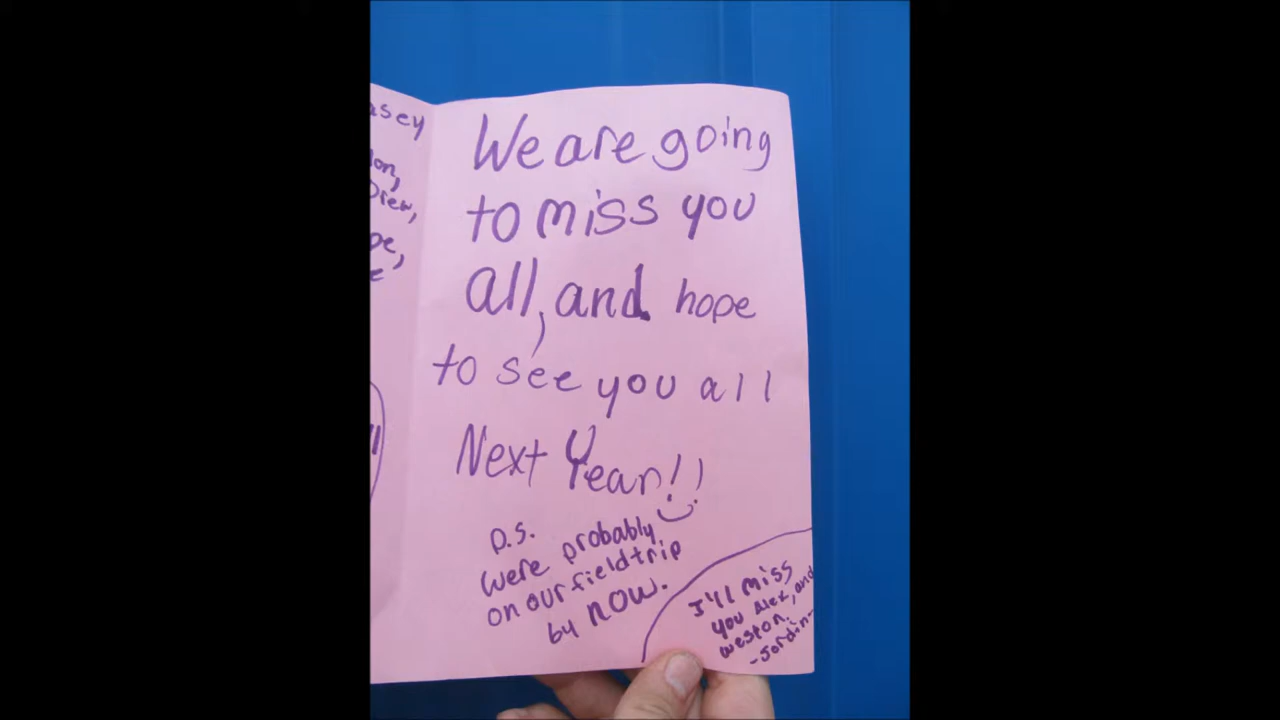 We are going
to miss you
all, and hope
to see you all
Next Year!!
P.S.
were probably
on our fieldtrip
by now.
I'll miss
you Alex, and
weston.
-Jordin-